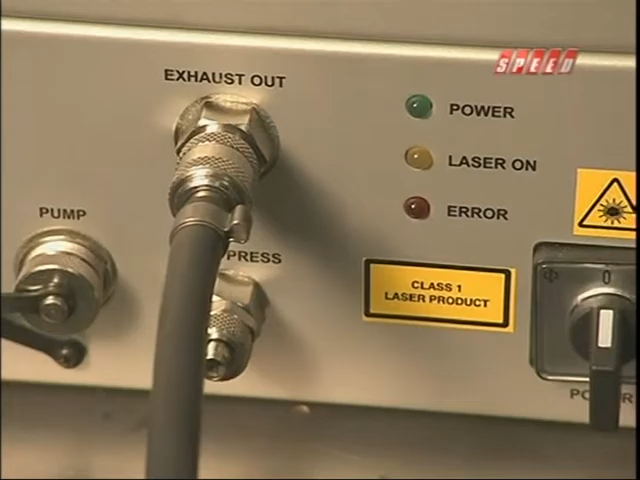 SPEED
EXHAUST OUT
POWER
LASER ON
PUMP
ERROR
PRESS
CLASS 1
LASER PRODUCT
0